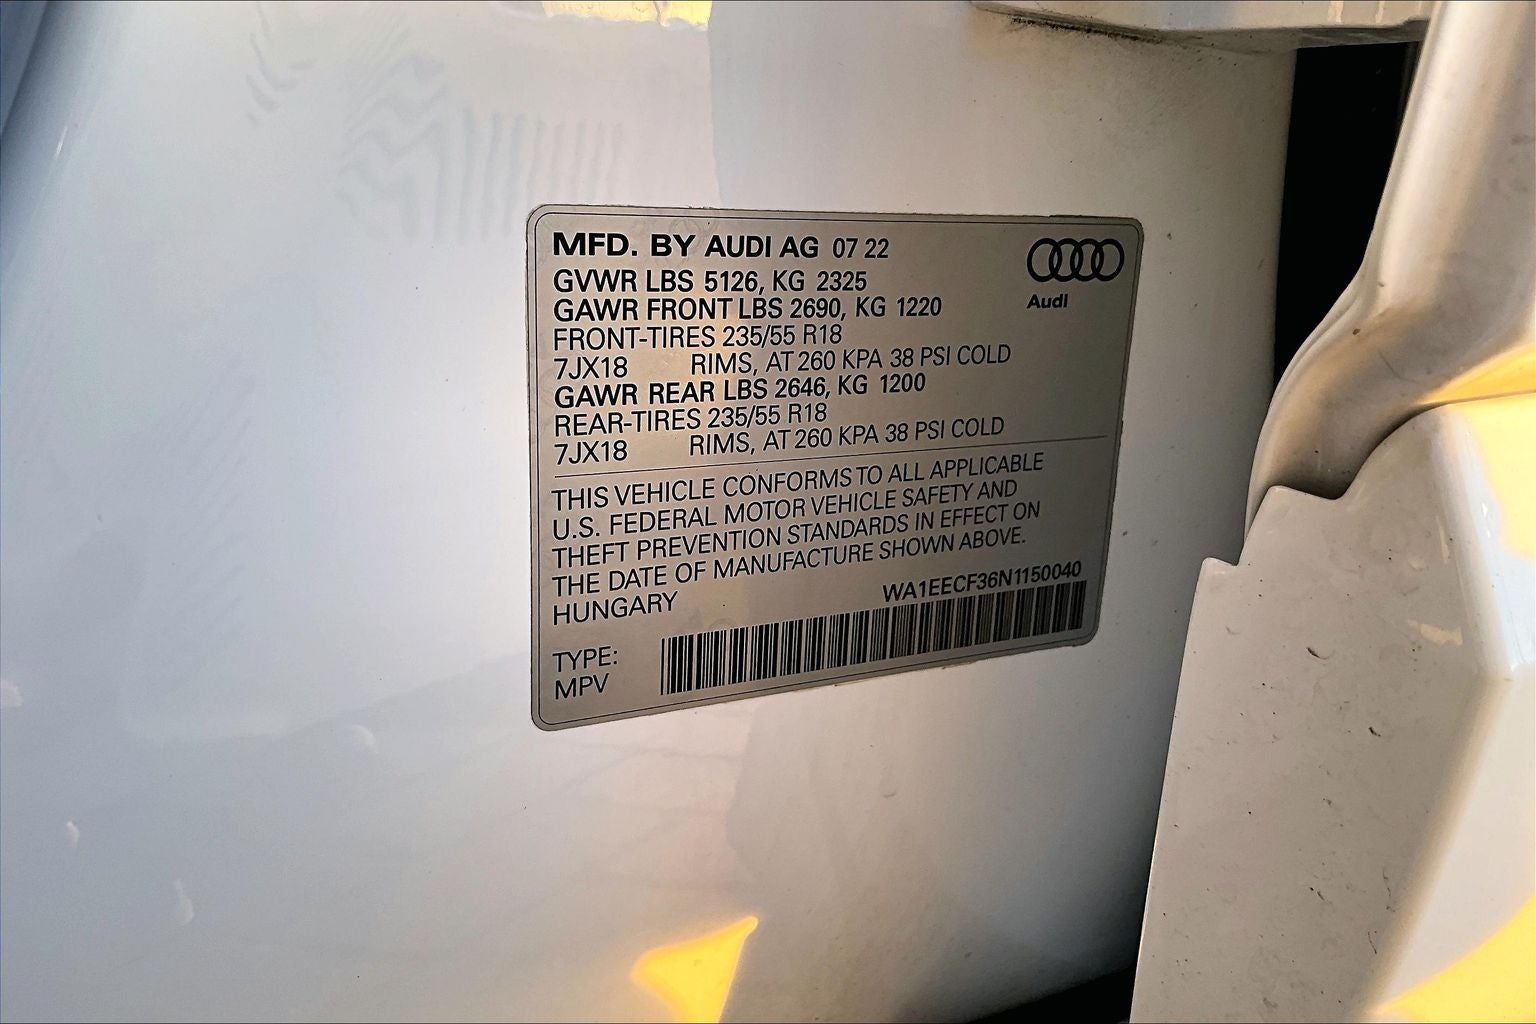 MFD. BY AUDI AG 07 22
GVWR LBS 5126, KG 2325
GAWR FRONT LBS 2690, KG 1220
FRONT-TIRES 235/55 R18
7JX18 RIMS, AT 260 KPA 38 PSI COLD
GAWR REAR LBS 2646, KG 1200
REAR-TIRES 235/55 R18
7JX18 RIMS, AT 260 KPA 38 PSI COLD
Audi
THIS VEHICLE CONFORMS TO ALL APPLICABLE
U.S. FEDERAL MOTOR VEHICLE SAFETY AND
THEFT PREVENTION STANDARDS IN EFFECT ON
THE DATE OF MANUFACTURE SHOWN ABOVE.
HUNGARY
WA1EECF36N1150040
TYPE:
MPV